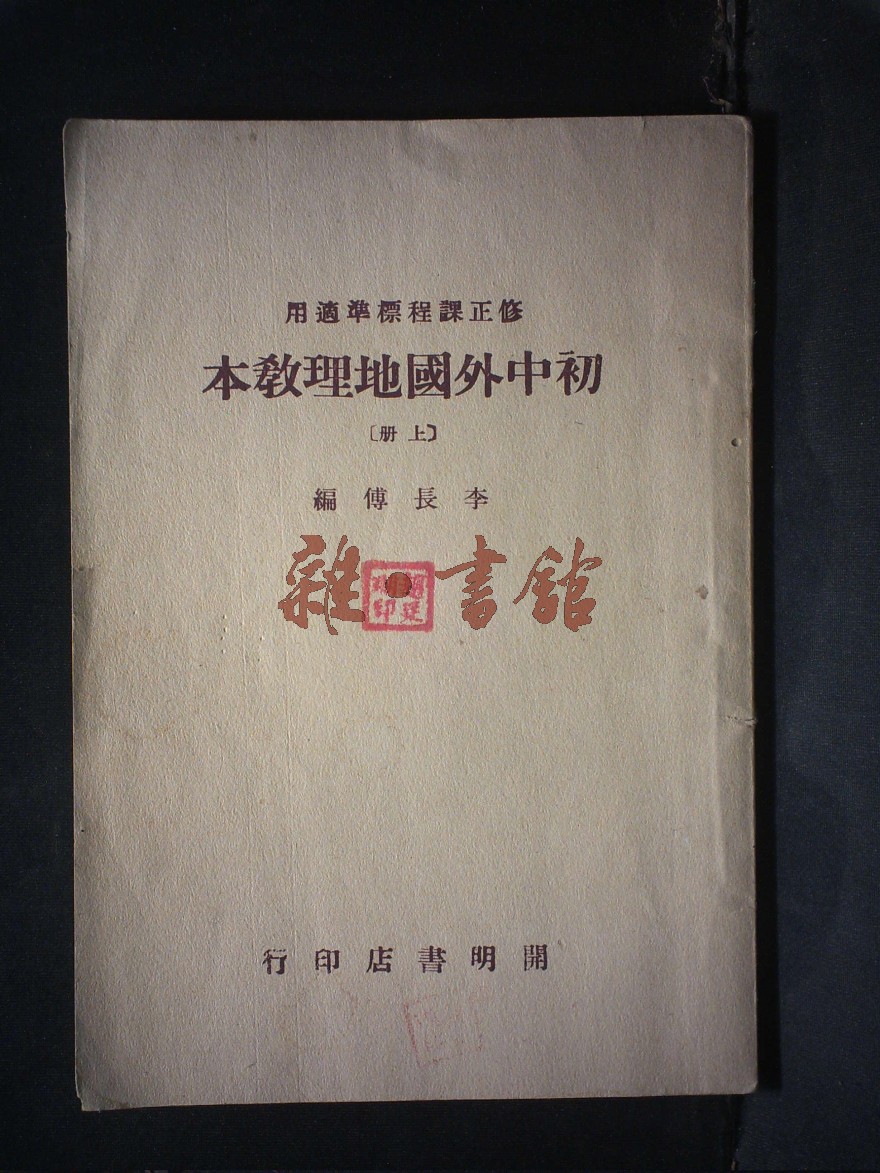 修正課程標準適用
初中外國地理教本
〔上册〕
李長傅編
雜·書館
開明書店印行